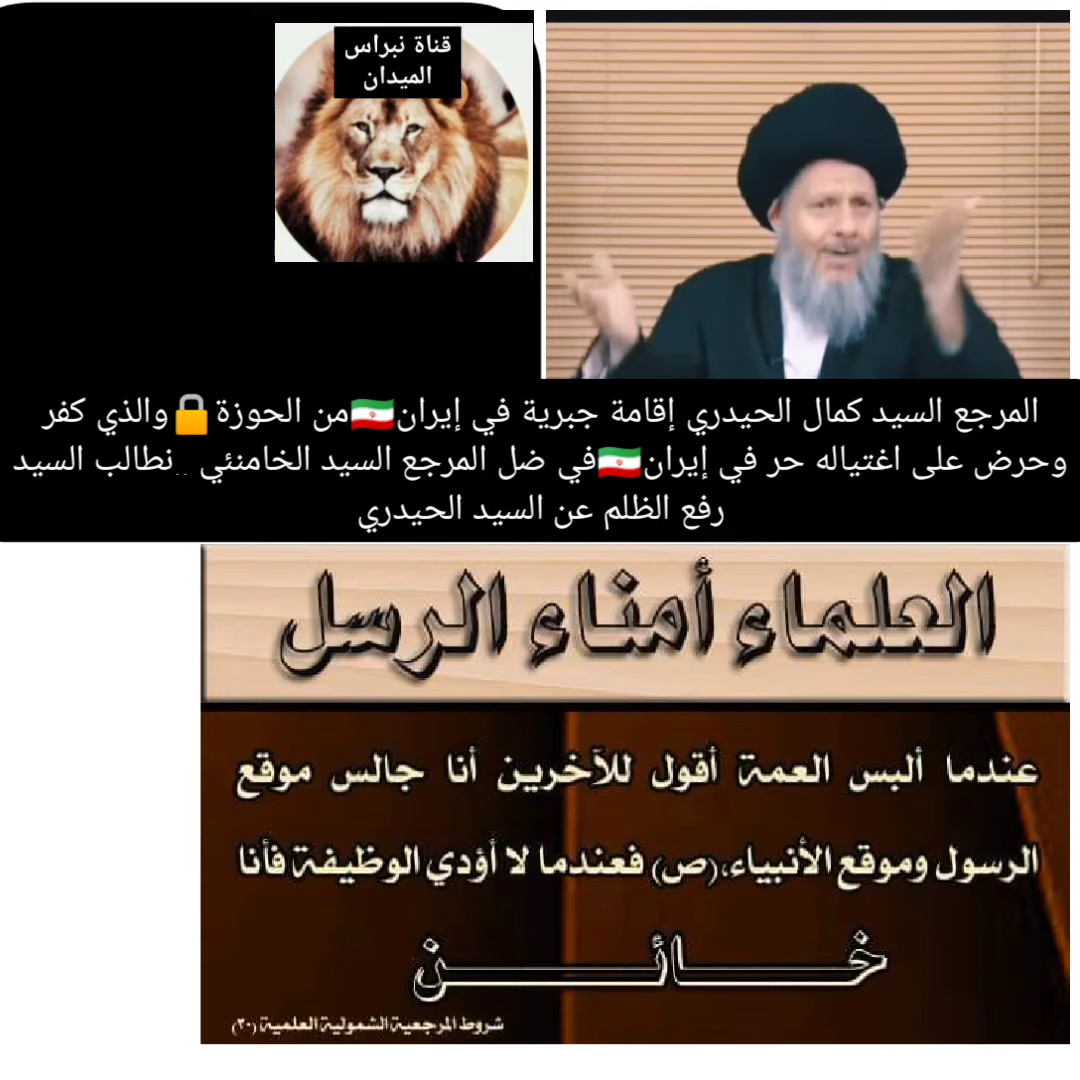 قناة نبراس
الميدان
المرجع السيد كمال الحيدري إقامة جبرية في إيران🇮🇷من الحوزة🔒والذي كفر
وحرض على اغتياله حر في إيران🇮🇷في ضل المرجع السيد الخامنئي ..نطالب السيد
رفع الظلم عن السيد الحيدري
العلماء أمناء الرسل
عندما ألبس العمة أقول للآخرين أنا جالس موقع
الرسول وموقع الأنبياء،(ص) فعندما لا أؤدي الوظيفة فأنا
خائن
شروط المرجعية الشمولية العلمية (٣٠)